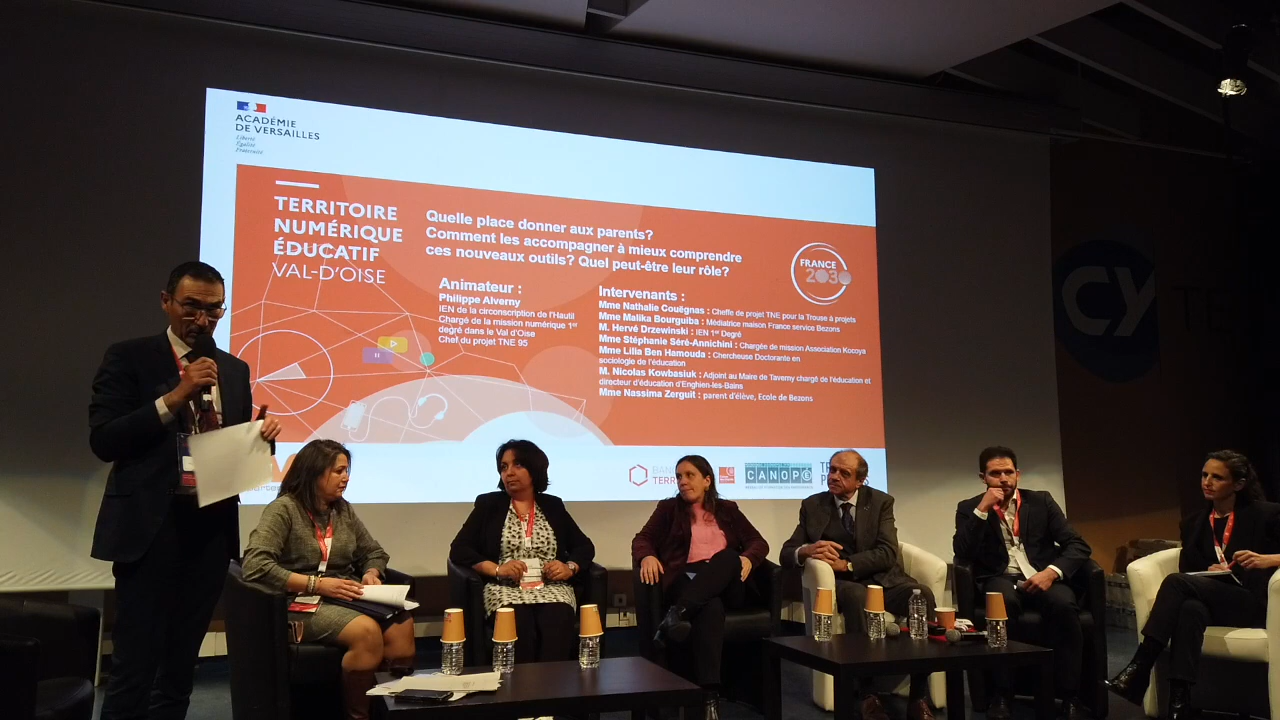 ACADÉMIE
DE VERSAILLES
Liberté
Égalité
Fraternité
TERRITOIRE
NUMÉRIQUE
ÉDUCATIF
VAL-D'OISE
Quelle place donner aux parents?
Comment les accompagner à mieux comprendre
ces nouveaux outils? Quel peut-être leur rôle?
FRANCE
2030
Animateur :
Philippe Alverny
IEN de la circonscription de l'Hautil
Chargé de la mission numérique 1er
degré dans le Val d'Oise
Chef du projet TNE 95
Intervenants :
Mme Nathalie Couëgnas : Cheffe de projet TNE pour la Trousse à projets
Mme Malika Bourguiba : Médiatrice maison France service Bezons
M. Hervé Drzewinski : IEN 1er Degré
Mme Stéphanie Séré-Annichini : Chargée de mission Association Kocoya
Mme Lilia Ben Hamouda : Chercheuse Doctorante en
sociologie de l'éducation
M. Nicolas Kowbasiuk : Adjoint au Maire de Taverny chargé de l'éducation et
directeur d'éducation d'Enghien-les-Bains
Mme Nassima Zerguit : parent d'élève, Ecole de Bezons
CANOPÉ
CY